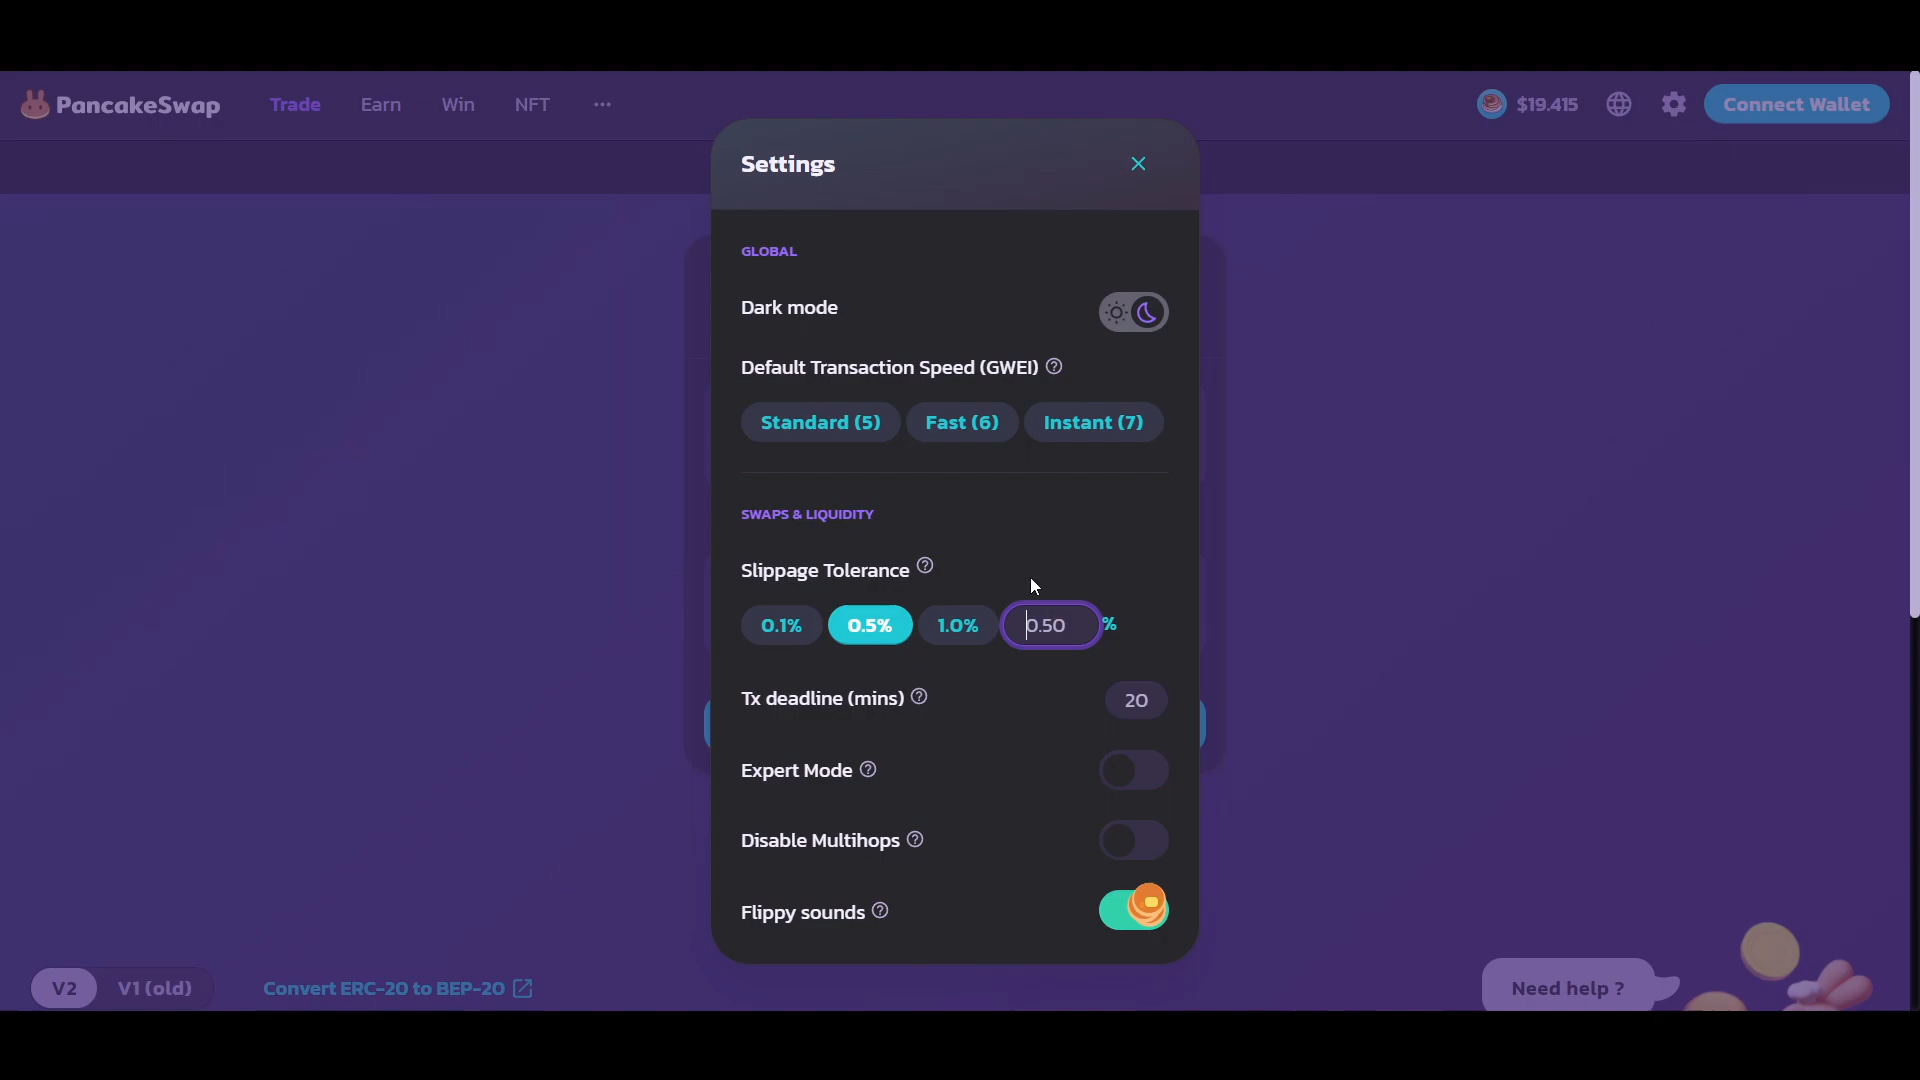 PancakeSwap Trade Earn Win NFT ... $19.415 Connect Wallet
Settings
GLOBAL
Dark mode
Default Transaction Speed (GWEI) ?
Standard (5) Fast (6) Instant (7)
SWAPS & LIQUIDITY
Slippage Tolerance ?
0.1% 0.5% 1.0% 0.50 %
Tx deadline (mins) ? 20
Expert Mode ?
Disable Multihops ?
Flippy sounds ?
V2 V1 (old) Convert ERC-20 to BEP-20 Need help ?